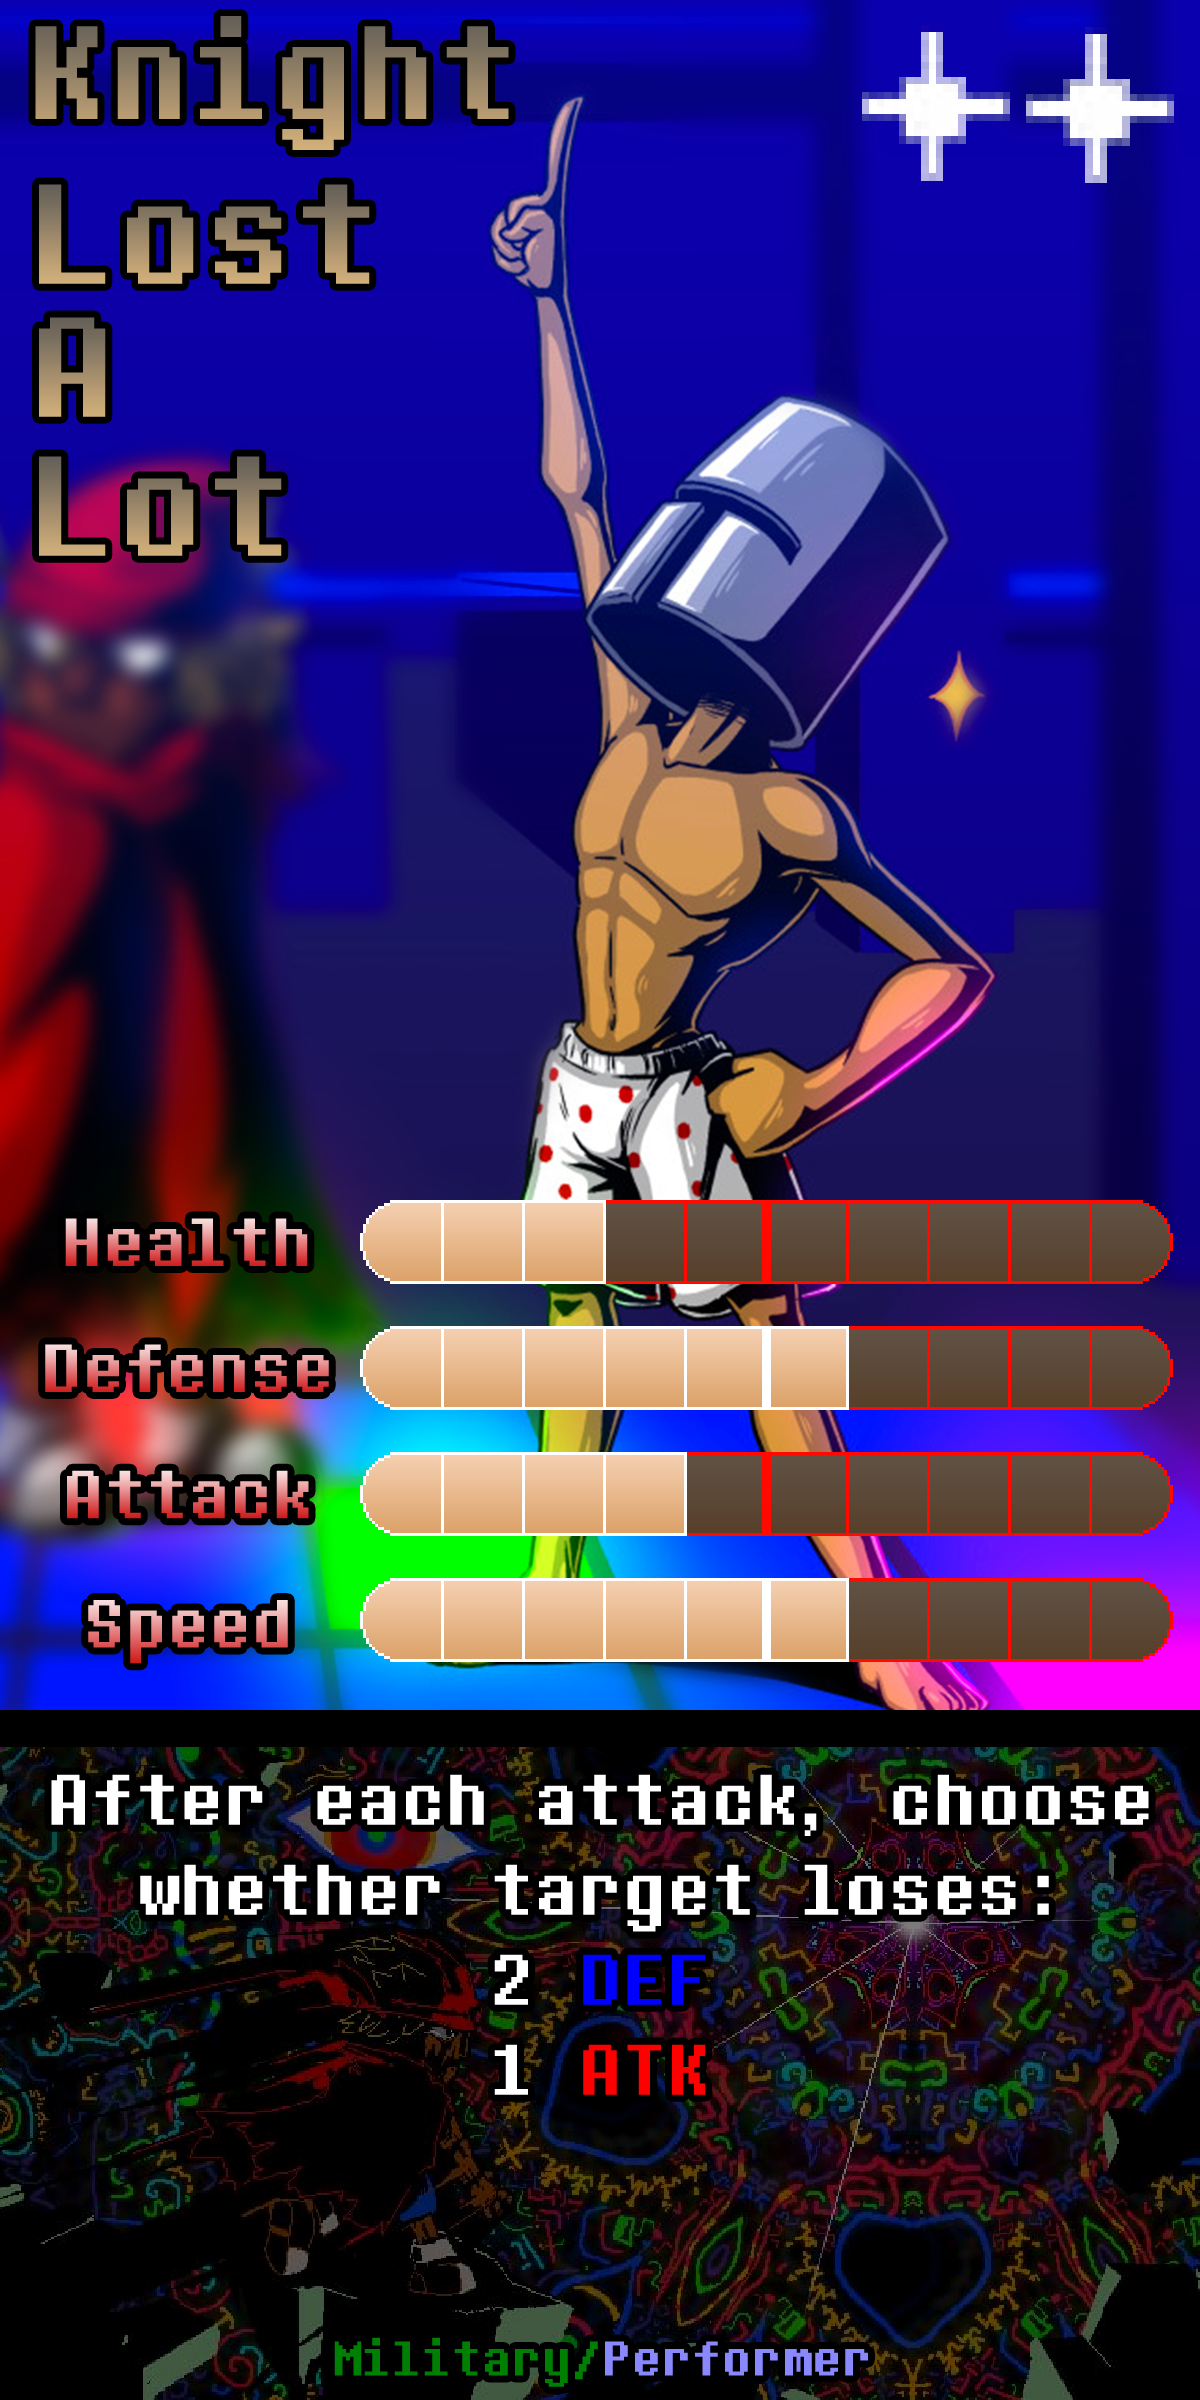 Knight
Lost
A
Lot
Health
Defense
Attack
Speed
After each attack, choose
whether target loses:
2 DEF
1 ATK
Military/Performer